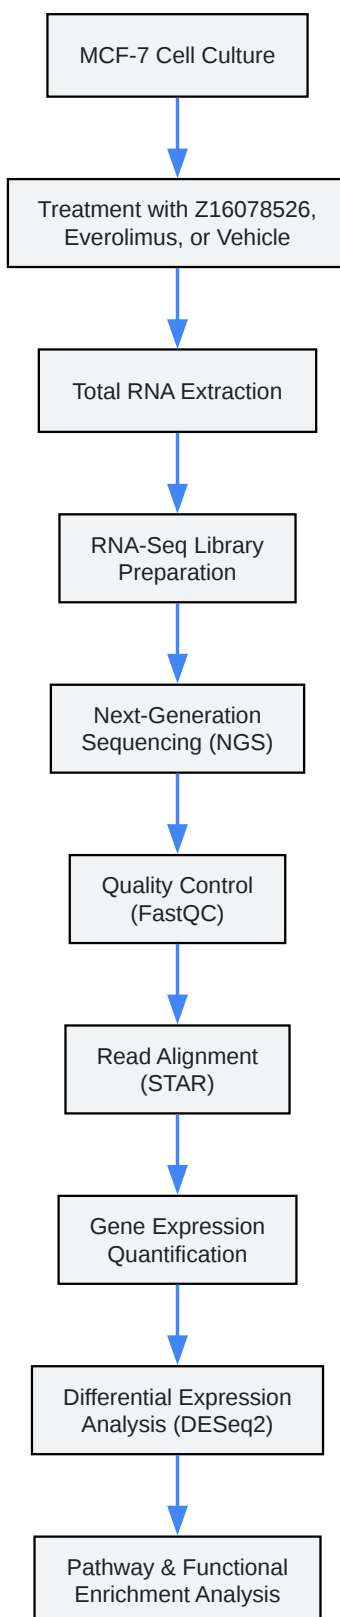 MCF-7 Cell Culture
Treatment with Z16078526,
Everolimus, or Vehicle
Total RNA Extraction
RNA-Seq Library
Preparation
Next-Generation
Sequencing (NGS)
Quality Control
(FastQC)
Read Alignment
(STAR)
Gene Expression
Quantification
Differential Expression
Analysis (DESeq2)
Pathway & Functional
Enrichment Analysis